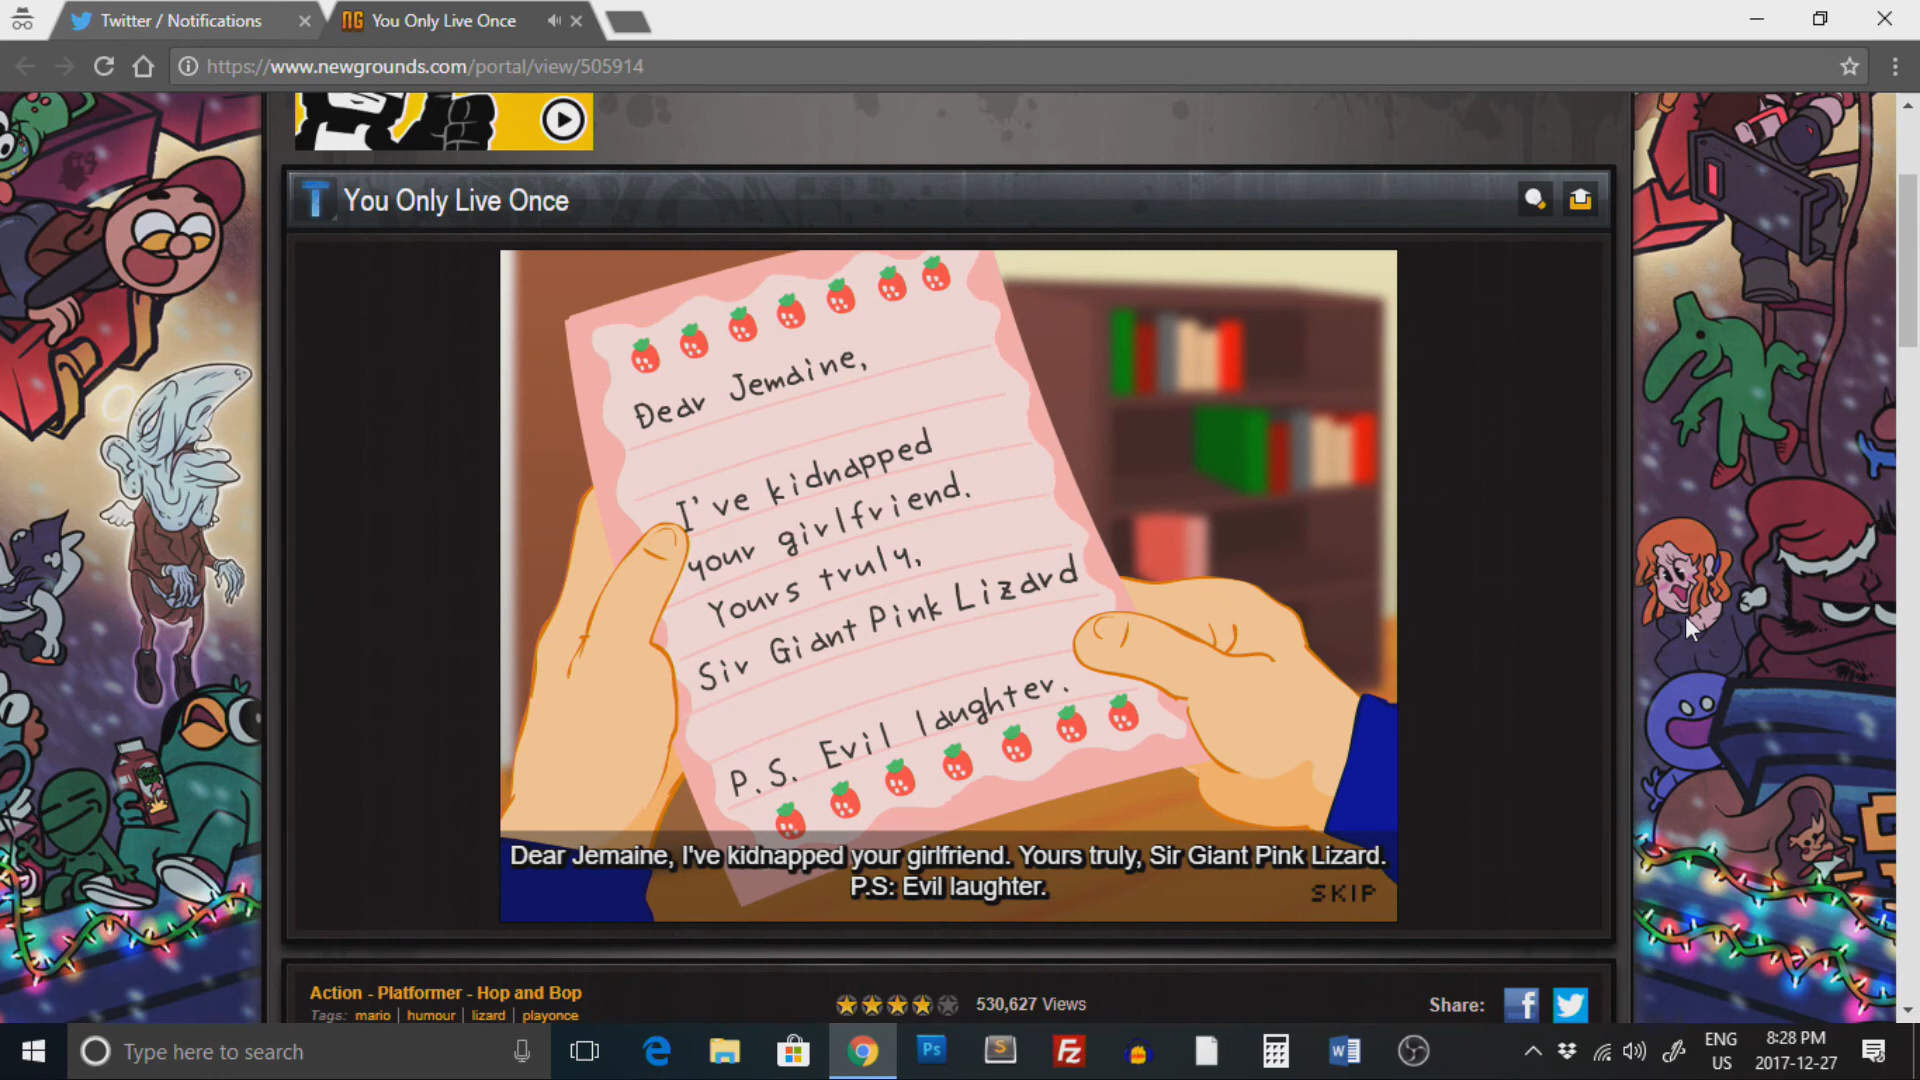 Twitter / Notifications
NG You Only Live Once
https://www.newgrounds.com/portal/view/505914
T You Only Live Once
Dear Jemaine,
I've kidnapped
your girlfriend.
Yours truly,
Sir Giant Pink Lizard
P.S. Evil laughter.
Dear Jemaine, I've kidnapped your girlfriend. Yours truly, Sir Giant Pink Lizard.
P.S: Evil laughter.
SKIP
Action - Platformer - Hop and Bop
530,627 Views
Share:
Tags: mario | humour | lizard | playonce
Type here to search
Ps
S
Fz
W
ENG
US
8:28 PM
2017-12-27